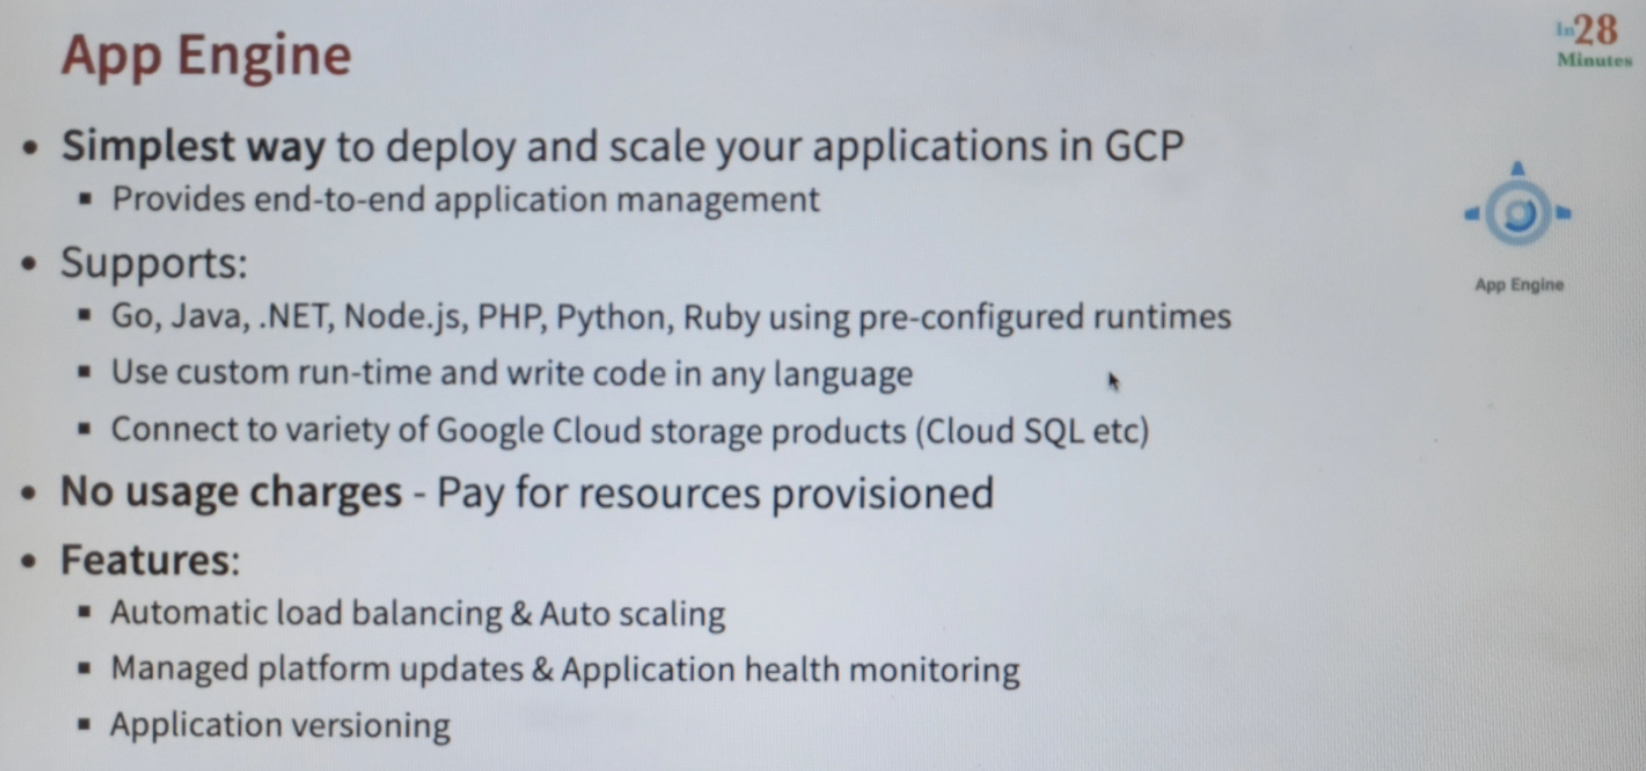 App Engine
In28
Minutes
• Simplest way to deploy and scale your applications in GCP
▪ Provides end-to-end application management
App Engine
• Supports:
▪ Go, Java, .NET, Node.js, PHP, Python, Ruby using pre-configured runtimes
▪ Use custom run-time and write code in any language
▪ Connect to variety of Google Cloud storage products (Cloud SQL etc)
• No usage charges - Pay for resources provisioned
• Features:
▪ Automatic load balancing & Auto scaling
▪ Managed platform updates & Application health monitoring
▪ Application versioning